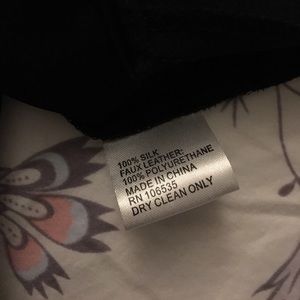 100% SILK
FAUX LEATHER:
100% POLYURETHANE
MADE IN CHINA
RN 106535
DRY CLEAN ONLY